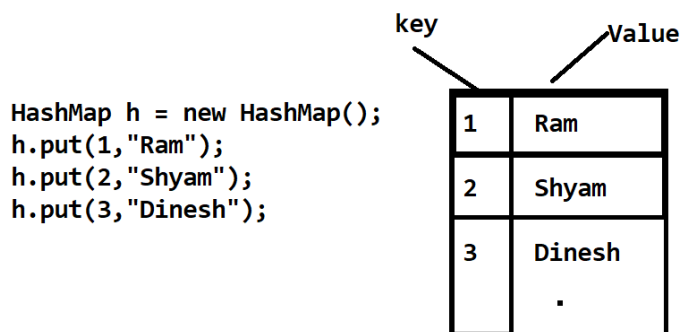 key
Value
HashMap h = new HashMap();
h.put(1,"Ram");
h.put(2,"Shyam");
h.put(3,"Dinesh");
1 Ram
2 Shyam
3 Dinesh
.